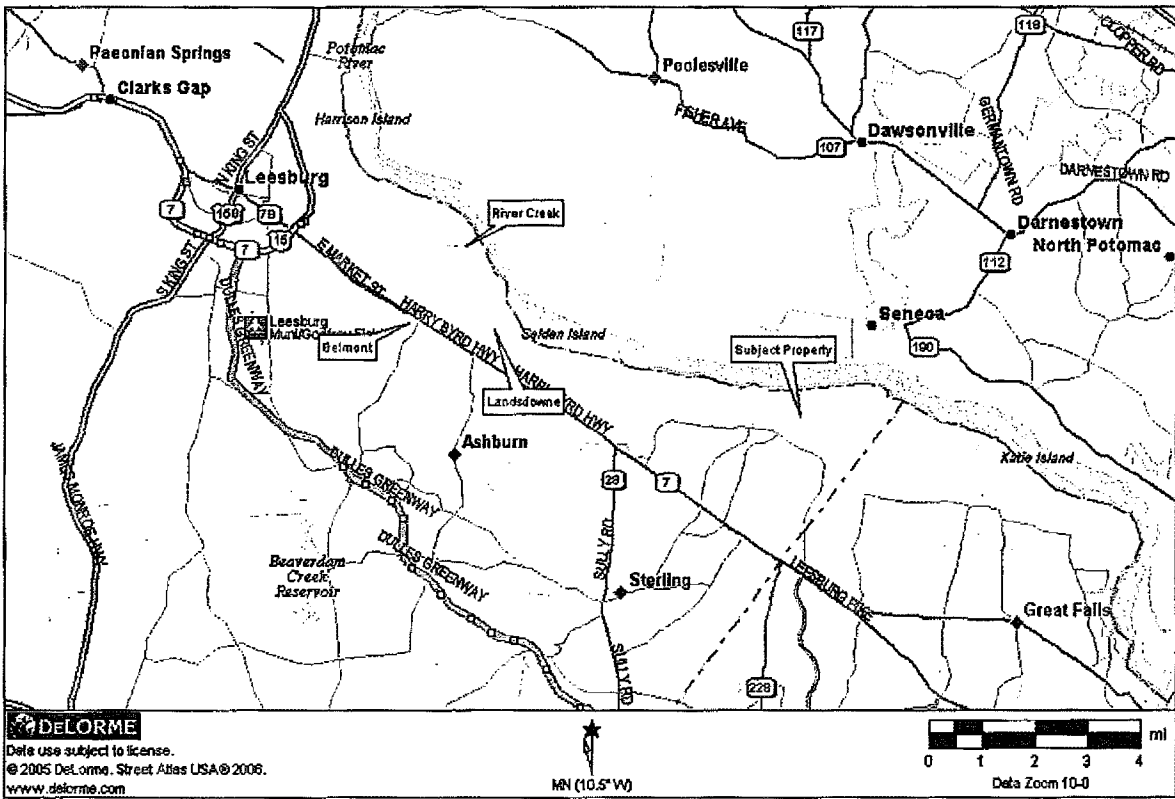 Paeonian Springs
Clarks Gap
Potomac
River
Harrison Island
Poolesville
117
118
CLOPPER RD
FISHER AVE
107
Dawsonville
GERMANTOWN RD
DARNESTOWN RD
N KING ST
Leesburg
7
79
15
7
S KING ST
E MARKET ST
River Creek
Darnestown
North Potomac
112
Seneca
190
DULLES GREENWAY
Leesburg
Belmont
HARRY BYRD HWY
Selden Island
Subject Property
Landsdowne
HARRY BYRD HWY
Ashburn
Katie Island
JAMES MONROE HWY
DULLES GREENWAY
28
7
DULLES GREENWAY
SULLY RD
Beaverdam
Creek
Reservoir
Sterling
LEESBURG PIKE
Great Falls
SULLY RD
228
DELORME
Data use subject to license.
© 2005 DeLorme. Street Atlas USA® 2006.
www.delorme.com
MN (10.5° W)
mi
0 1 2 3 4
Data Zoom 10-0